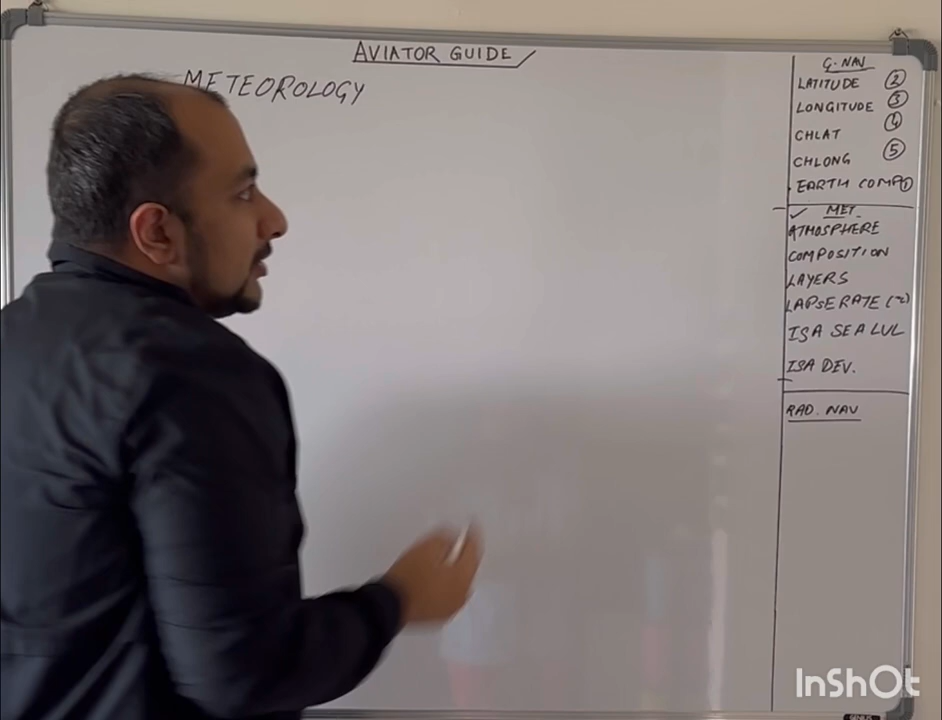 AVIATOR GUIDE
METEOROLOGY
G. NAV
LATITUDE ②
LONGITUDE ③
CHLAT ④
CHLONG ⑤
EARTH COMP ①
✓ MET
ATMOSPHERE
COMPOSITION
LAYERS
LAPSE RATE (~)
ISA SEA LVL
ISA DEV.
RAD. NAV
InShOt